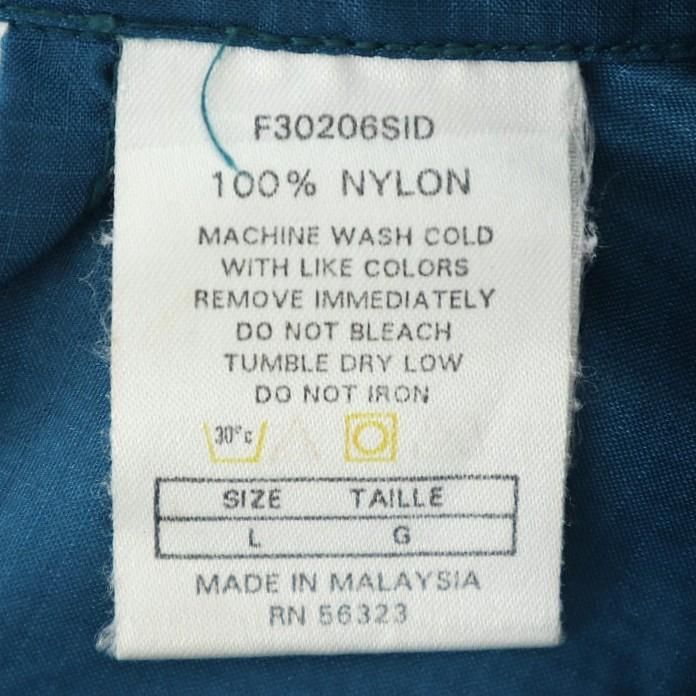 F30206SID
100% NYLON
MACHINE WASH COLD
WITH LIKE COLORS
REMOVE IMMEDIATELY
DO NOT BLEACH
TUMBLE DRY LOW
DO NOT IRON
30°c
SIZE TAILLE
L G
MADE IN MALAYSIA
RN 56323